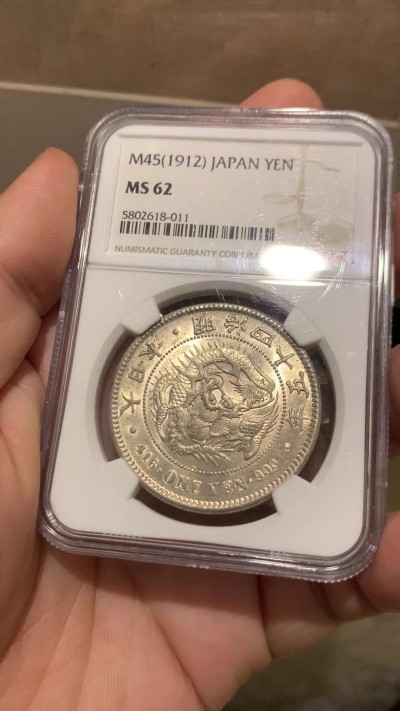 M45(1912) JAPAN YEN
MS 62
5802618-011
NUMISMATIC GUARANTY CORPORA
大日本・明治四十五年
416・ONE YEN・900